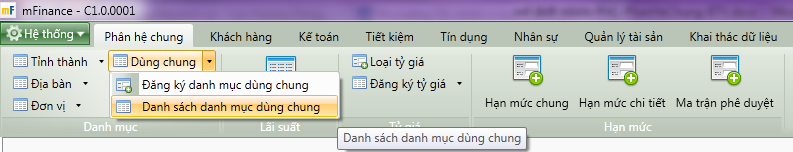 mF mFinance - C1.0.0001
Hệ thống Phân hệ chung Khách hàng Kế toán Tiết kiệm Tín dụng Nhân sự Quản lý tài sản Khai thác dữ liệu
Tỉnh thành Dùng chung Loại tỷ giá
Địa bàn Đăng ký danh mục dùng chung Đăng ký tỷ giá
Đơn vị Danh sách danh mục dùng chung Hạn mức chung Hạn mức chi tiết Ma trận phê duyệt
Danh mục Lãi suất Tỷ giá Hạn mức
Danh sách danh mục dùng chung